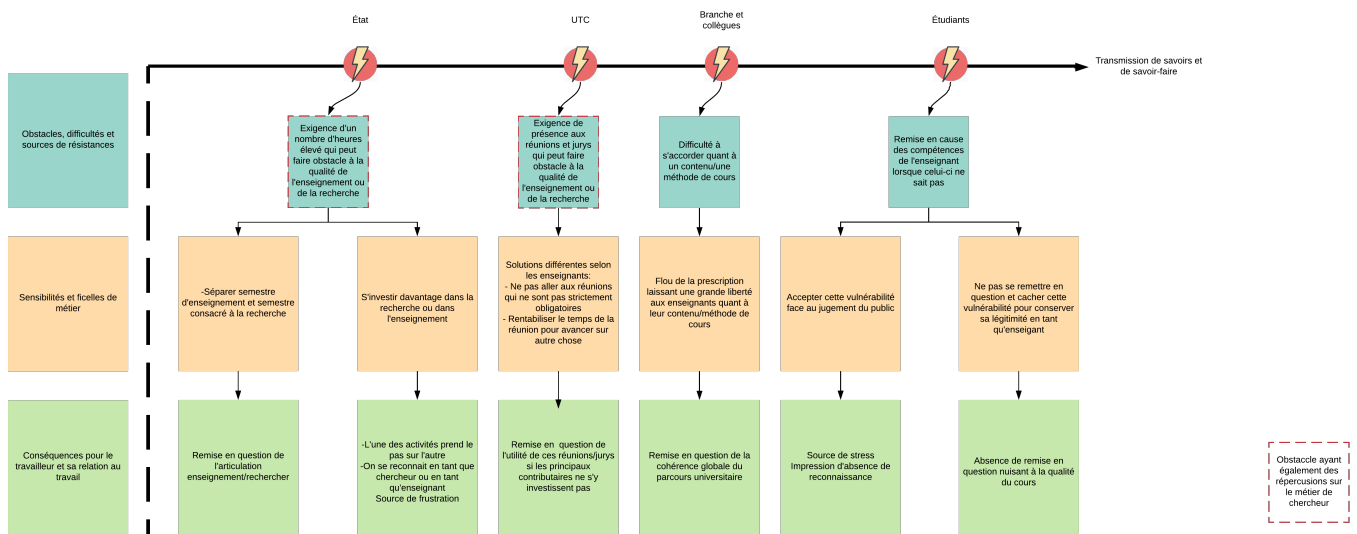 État
UTC
Branche et
collègues
Étudiants
Transmission de savoirs et
de savoir-faire
Obstacles, difficultés et
sources de résistances
Exigence d'un
nombre d'heures
élevé qui peut
faire obstacle à la
qualité de
l'enseignement ou
de la recherche
Exigence de
présence aux
réunions et jurys
qui peut faire
obstacle à la
qualité de
l'enseignement ou
de la recherche
Difficulté à
s'accorder quant à
un contenu/une
méthode de cours
Remise en cause
des compétences
de l'enseignant
lorsque celui-ci ne
sait pas
Sensibilités et ficelles de
métier
-Séparer semestre
d'enseignement et semestre
consacré à la recherche
S'investir davantage dans la
recherche ou dans
l'enseignement
Solutions différentes selon
les enseignants:
- Ne pas aller aux réunions
qui ne sont pas strictement
obligatoires
- Rentabiliser le temps de la
réunion pour avancer sur
autre chose
Flou de la prescription
laissant une grande liberté
aux enseignants quant à
leur contenu/méthode de
cours
Accepter cette vulnérabilité
face au jugement du public
Ne pas se remettre en
question et cacher cette
vulnérabilité pour conserver
sa légitimité en tant
qu'enseigant
Conséquences pour le
travailleur et sa relation au
travail
Remise en question de
l'articulation
enseignement/rechercher
-L'une des activités prend le
pas sur l'autre
-On se reconnait en tant que
chercheur ou en tant
qu'enseignant
Source de frustration
Remise en  question de
l'utilité de ces réunions/jurys
si les principaux
contributaires ne s'y
investissent pas
Remise en question de la
cohérence globale du
parcours universitaire
Source de stress
Impression d'absence de
reconnaissance
Absence de remise en
question nuisant à la qualité
du cours
Obstaccle ayant
également des
répercusions sur
le métier de
chercheur